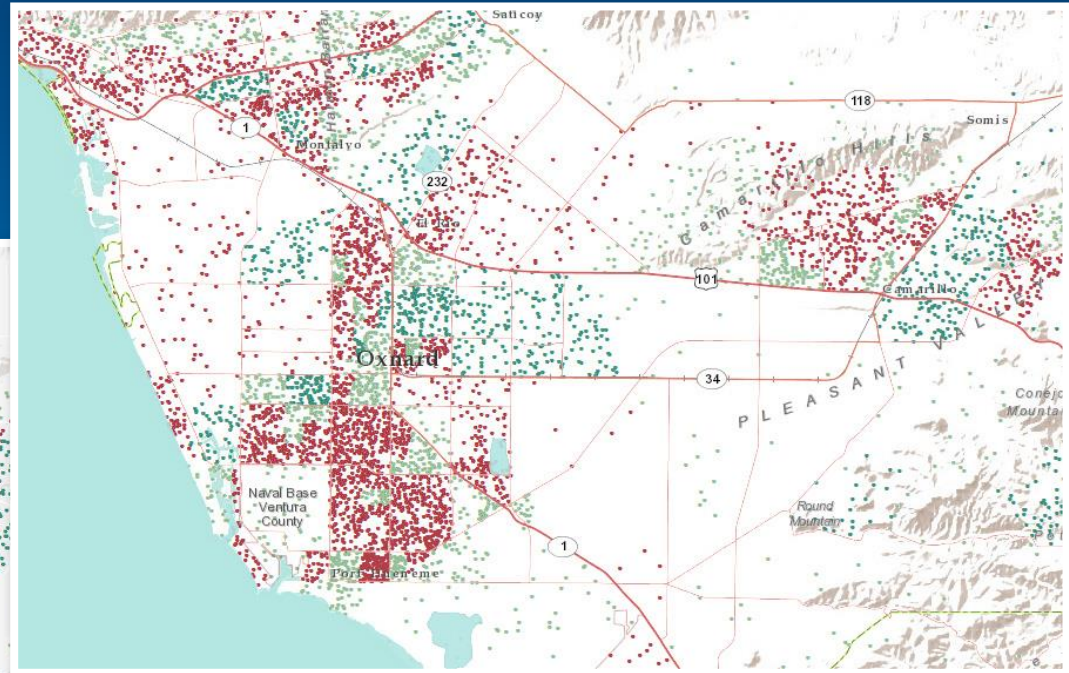 Saticoy
118
Somis
1
Montalvo
232
El Rio
Camarillo Hills
101
Camarillo
Oxnard
34
PLEASANT VALLEY
Conejo
Mountain
Naval Base
Ventura
County
Round
Mountain
1
Port Hueneme